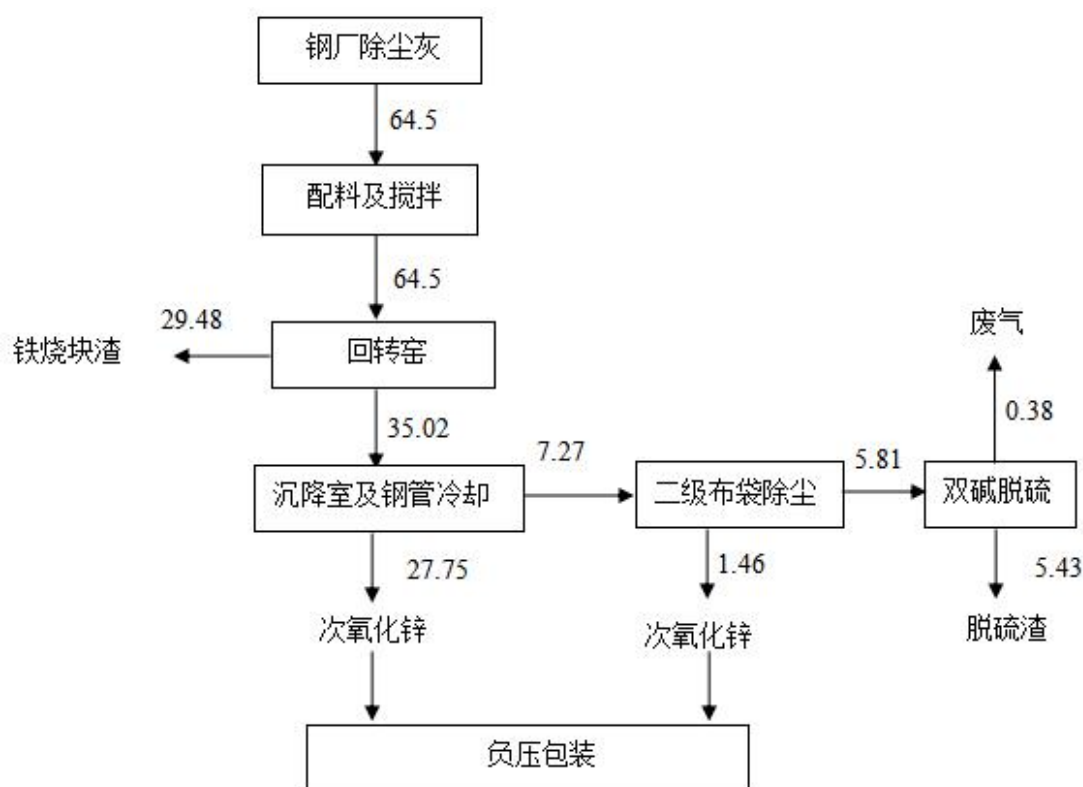 钢厂除尘灰
64.5
配料及搅拌
64.5
29.48
铁烧块渣
回转窑
废气
0.38
35.02
7.27
5.81
沉降室及钢管冷却
二级布袋除尘
双碱脱硫
27.75
1.46
5.43
次氧化锌
次氧化锌
脱硫渣
负压包装